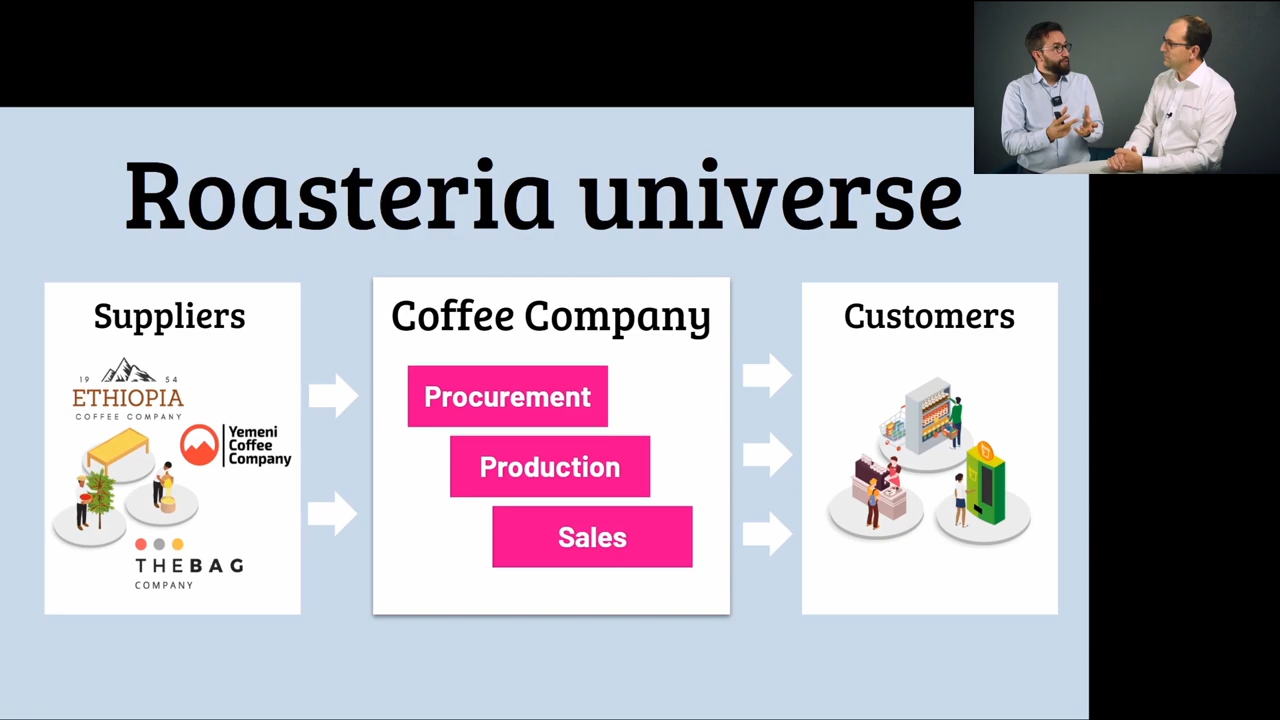 Roasteria universe
Suppliers
19 54
ETHIOPIA
COFFEE COMPANY
Yemeni
Coffee
Company
THEBAG
COMPANY
Coffee Company
Procurement
Production
Sales
Customers